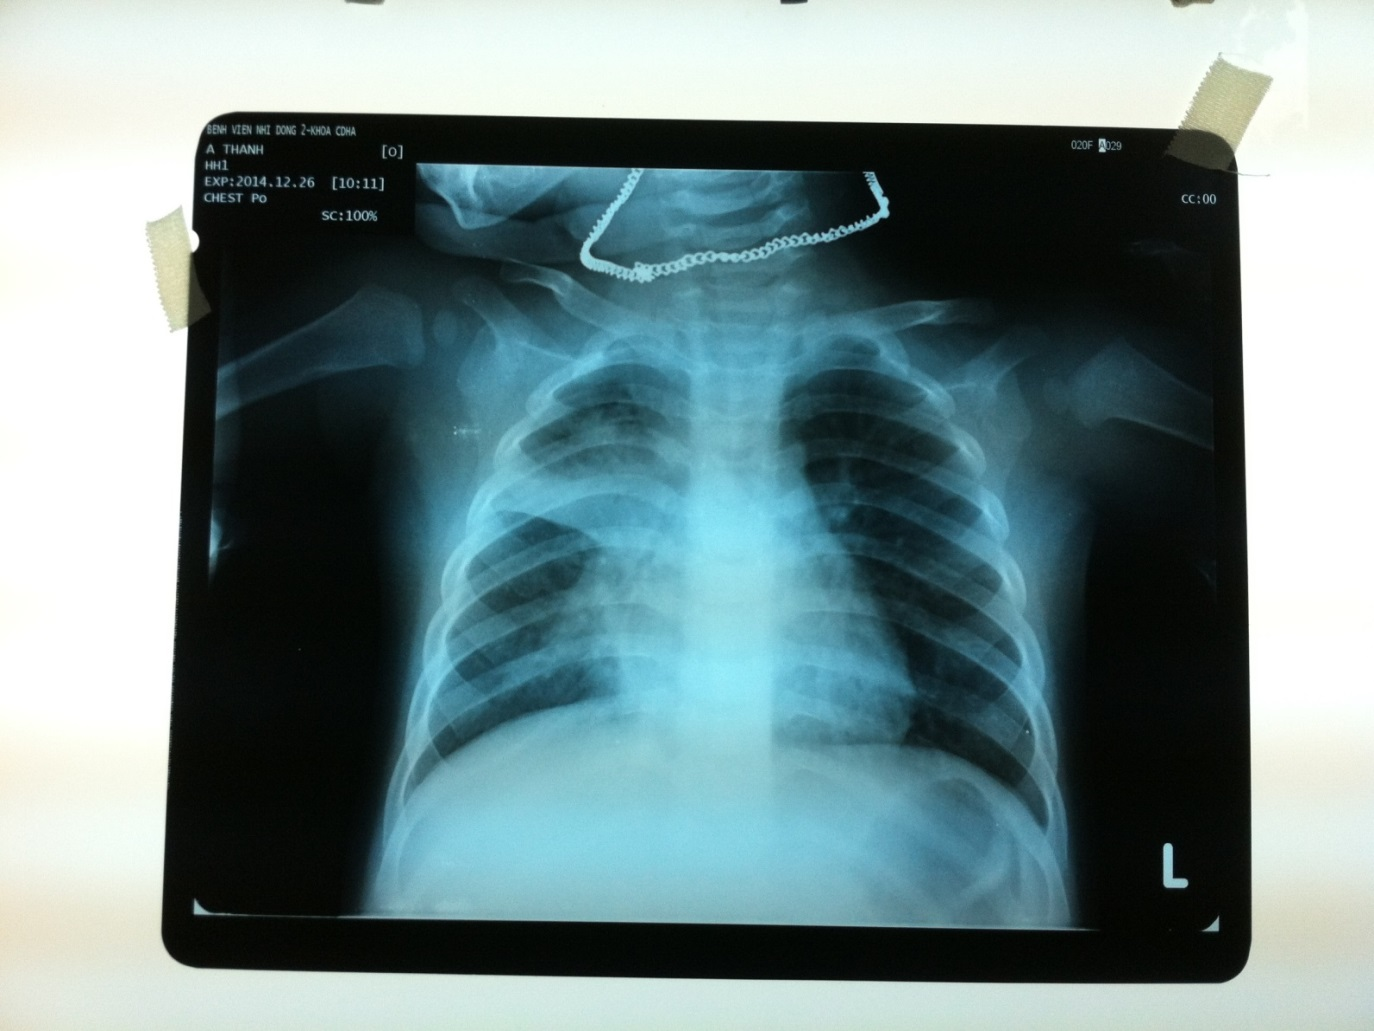 BENH VIEN NHI DONG 2-KHOA CDHA
A THANH [o]
HH1
EXP:2014.12.26 [10:11]
CHEST Po
SC:100%
020F A029
CC:00
L